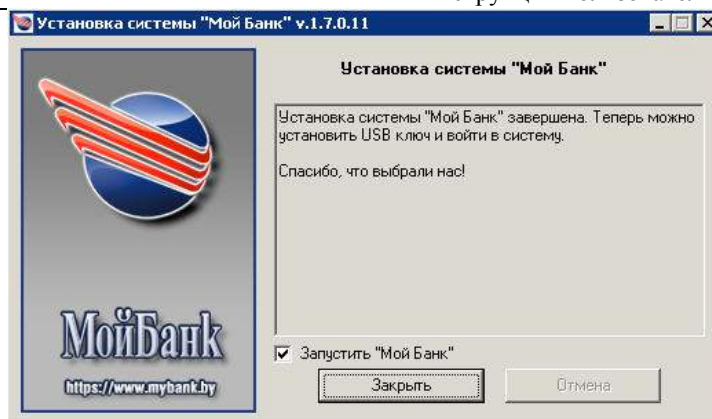 Установка системы "Мой Банк" v.1.7.0.11
Установка системы "Мой Банк"
Установка системы "Мой Банк" завершена. Теперь можно
установить USB ключ и войти в систему.
Спасибо, что выбрали нас!
МойБанк
https://www.mybank.by
Запустить "Мой Банк"
Закрыть
Отмена